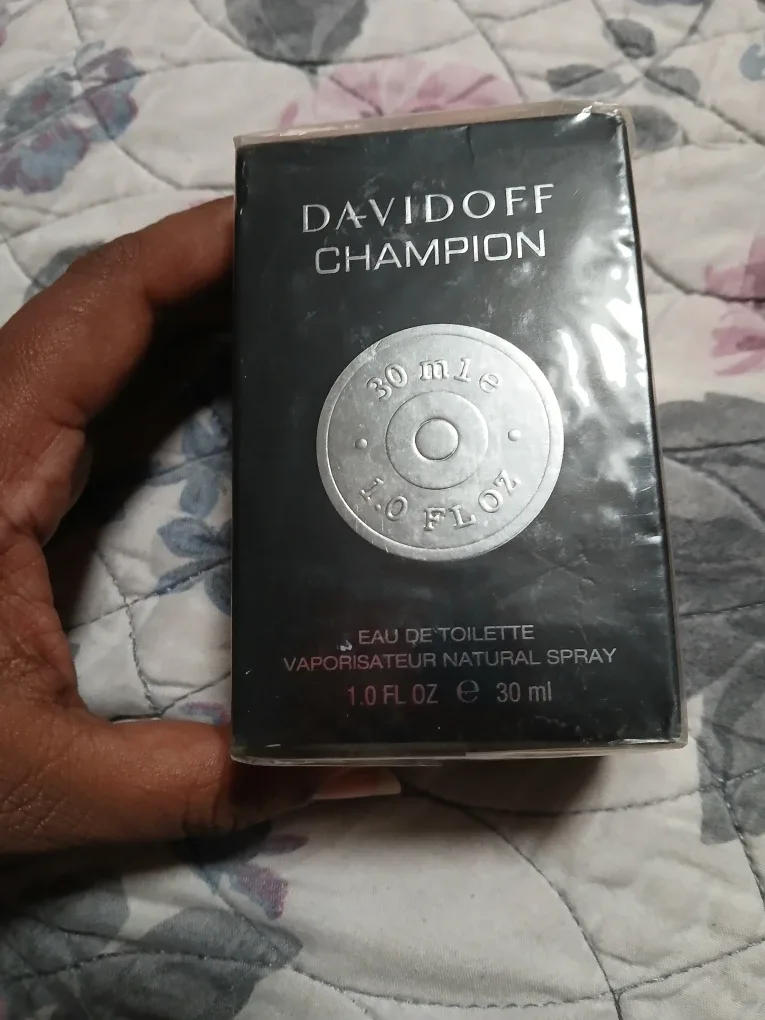 DAVIDOFF
CHAMPION
30 ml e
1.0 FL OZ
EAU DE TOILETTE
VAPORISATEUR NATURAL SPRAY
1.0 FL OZ e 30 ml